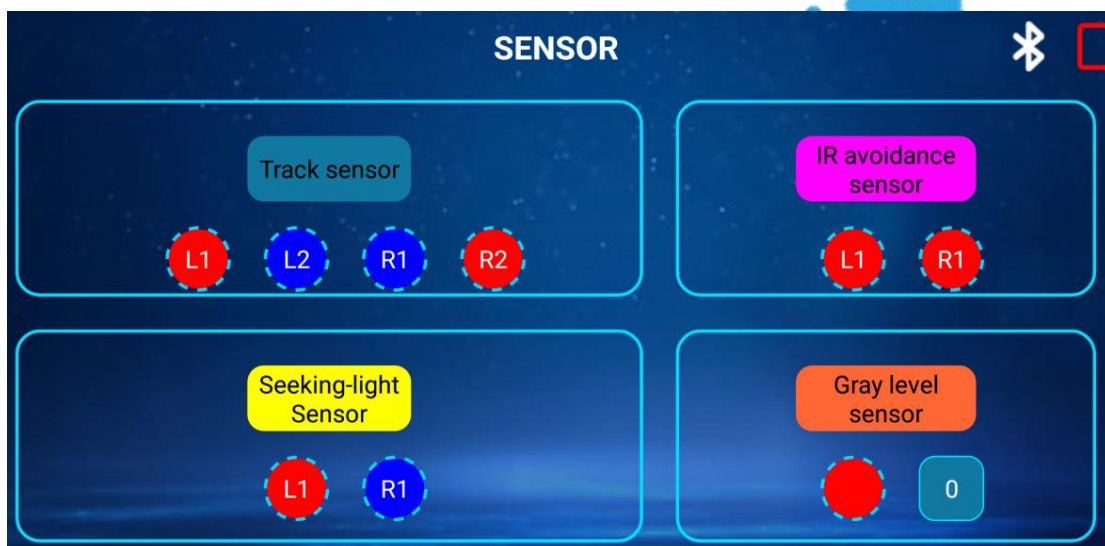 SENSOR
Track sensor
L1 L2 R1 R2
IR avoidance
sensor
L1 R1
Seeking-light
Sensor
L1 R1
Gray level
sensor
0